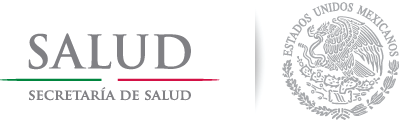 SALUD
SECRETARÍA DE SALUD
ESTADOS UNIDOS MEXICANOS